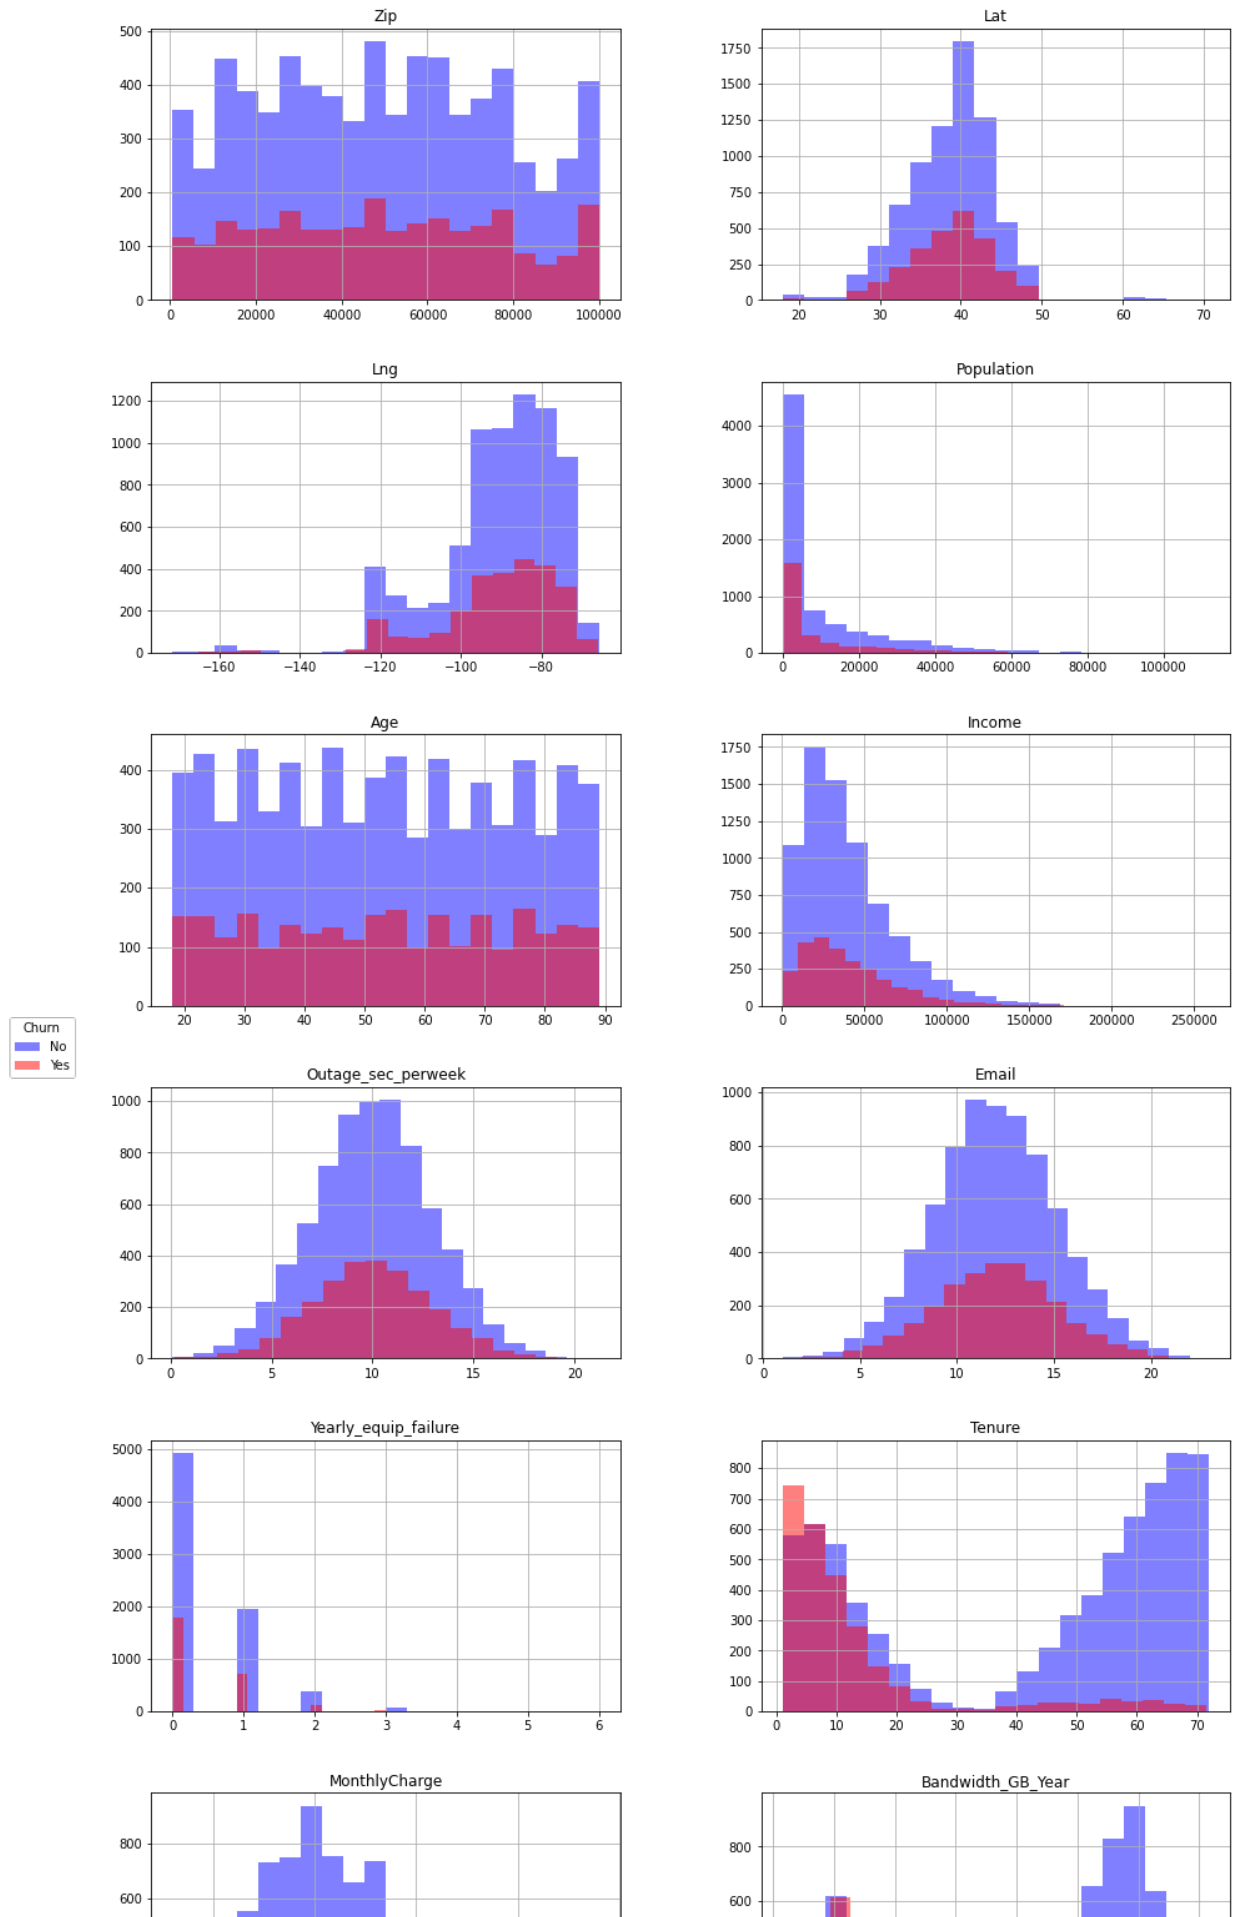 Zip
500
400
300
200
100
0
0 20000 40000 60000 80000 100000
Lat
1750
1500
1250
1000
750
500
250
0
20 30 40 50 60 70
Lng
1200
1000
800
600
400
200
0
−160 −140 −120 −100 −80
Population
4000
3000
2000
1000
0
0 20000 40000 60000 80000 100000
Age
400
300
200
100
0
20 30 40 50 60 70 80 90
Income
1750
1500
1250
1000
750
500
250
0
0 50000 100000 150000 200000 250000
Churn
No
Yes
Outage_sec_perweek
1000
800
600
400
200
0
0 5 10 15 20
Email
1000
800
600
400
200
0
0 5 10 15 20
Yearly_equip_failure
5000
4000
3000
2000
1000
0
0 1 2 3 4 5 6
Tenure
800
700
600
500
400
300
200
100
0
0 10 20 30 40 50 60 70
MonthlyCharge
800
600
Bandwidth_GB_Year
800
600